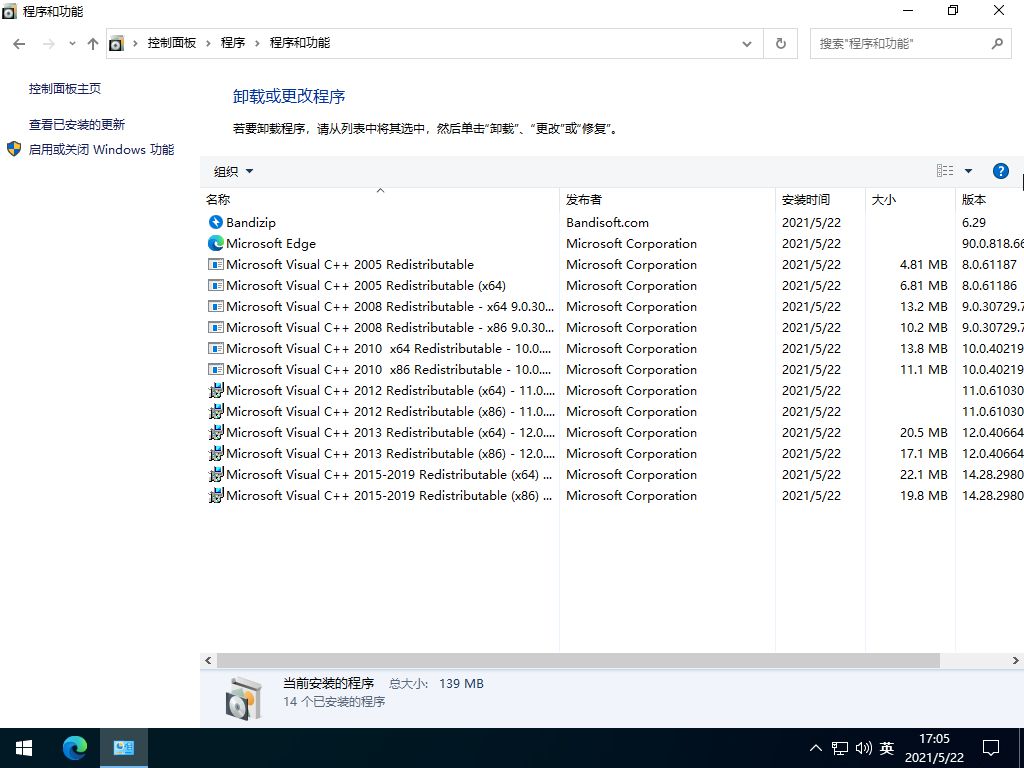 程序和功能
控制面板 程序 程序和功能
搜索"程序和功能"
控制面板主页
查看已安装的更新
启用或关闭 Windows 功能
卸载或更改程序
若要卸载程序，请从列表中将其选中，然后单击“卸载”、“更改”或“修复”。
组织
名称 发布者 安装时间 大小 版本
Bandizip Bandisoft.com 2021/5/22 6.29
Microsoft Edge Microsoft Corporation 2021/5/22 90.0.818.66
Microsoft Visual C++ 2005 Redistributable Microsoft Corporation 2021/5/22 4.81 MB 8.0.61187
Microsoft Visual C++ 2005 Redistributable (x64) Microsoft Corporation 2021/5/22 6.81 MB 8.0.61186
Microsoft Visual C++ 2008 Redistributable - x64 9.0.30... Microsoft Corporation 2021/5/22 13.2 MB 9.0.30729.7
Microsoft Visual C++ 2008 Redistributable - x86 9.0.30... Microsoft Corporation 2021/5/22 10.2 MB 9.0.30729.7
Microsoft Visual C++ 2010  x64 Redistributable - 10.0.... Microsoft Corporation 2021/5/22 13.8 MB 10.0.40219
Microsoft Visual C++ 2010  x86 Redistributable - 10.0.... Microsoft Corporation 2021/5/22 11.1 MB 10.0.40219
Microsoft Visual C++ 2012 Redistributable (x64) - 11.0.... Microsoft Corporation 2021/5/22 11.0.61030
Microsoft Visual C++ 2012 Redistributable (x86) - 11.0.... Microsoft Corporation 2021/5/22 11.0.61030
Microsoft Visual C++ 2013 Redistributable (x64) - 12.0.... Microsoft Corporation 2021/5/22 20.5 MB 12.0.40664
Microsoft Visual C++ 2013 Redistributable (x86) - 12.0.... Microsoft Corporation 2021/5/22 17.1 MB 12.0.40664
Microsoft Visual C++ 2015-2019 Redistributable (x64) ... Microsoft Corporation 2021/5/22 22.1 MB 14.28.2980
Microsoft Visual C++ 2015-2019 Redistributable (x86) ... Microsoft Corporation 2021/5/22 19.8 MB 14.28.2980
当前安装的程序 总大小: 139 MB
14 个已安装的程序
英
17:05
2021/5/22